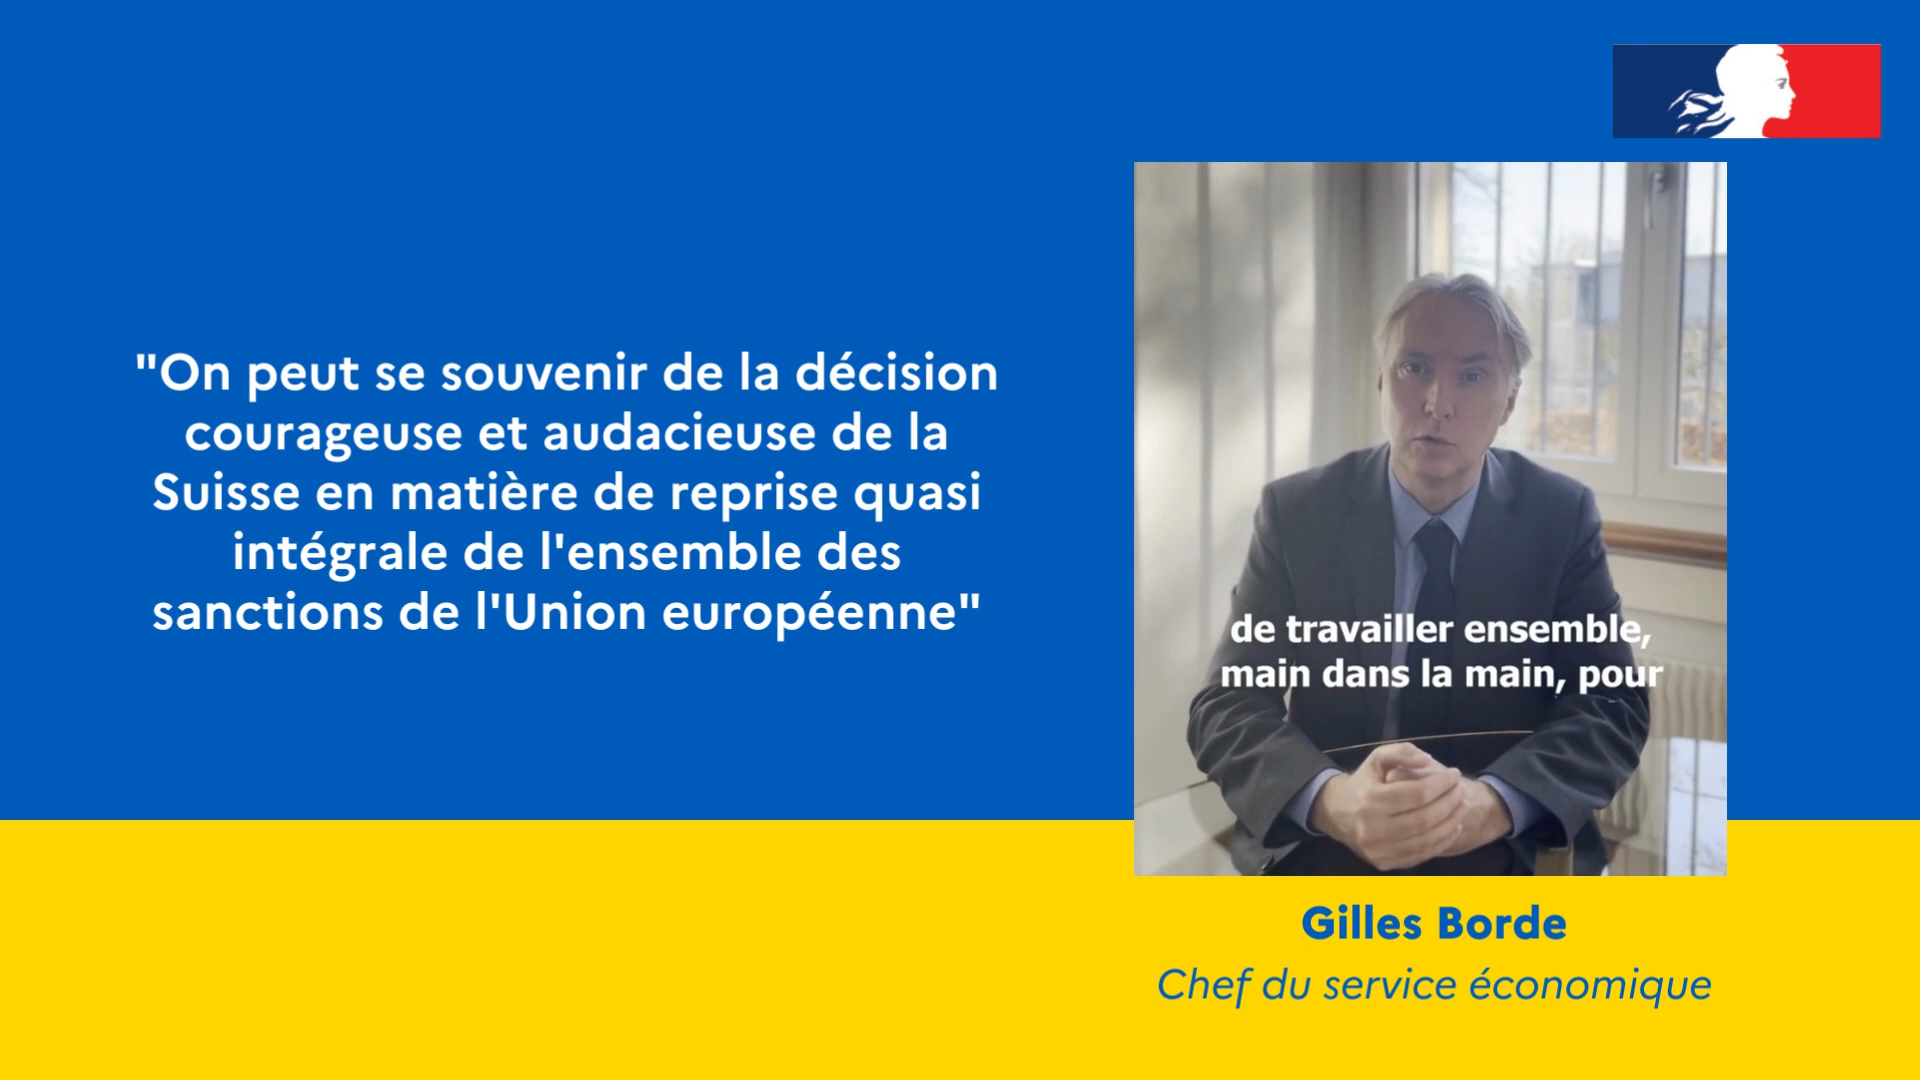 "On peut se souvenir de la décision
courageuse et audacieuse de la
Suisse en matière de reprise quasi
intégrale de l'ensemble des
sanctions de l'Union européenne"
de travailler ensemble,
main dans la main, pour
Gilles Borde
Chef du service économique